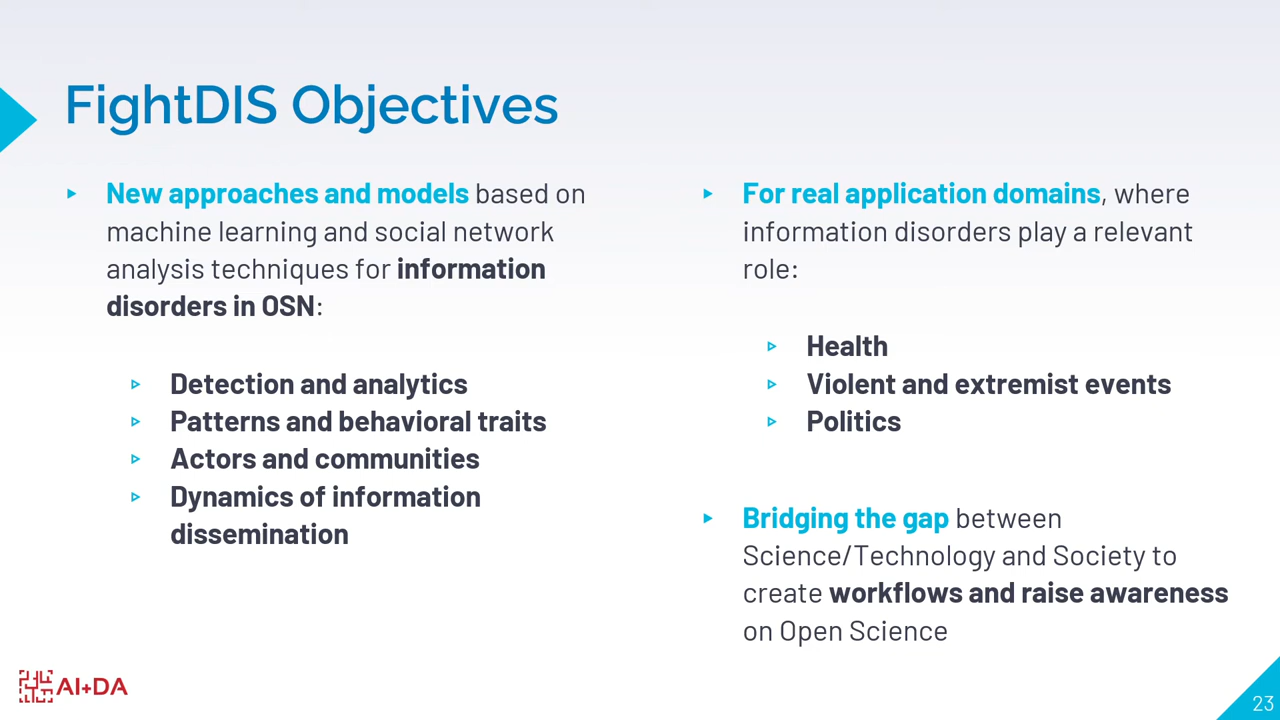 FightDIS Objectives
New approaches and models based on
machine learning and social network
analysis techniques for information
disorders in OSN:
Detection and analytics
Patterns and behavioral traits
Actors and communities
Dynamics of information
dissemination
For real application domains, where
information disorders play a relevant
role:
Health
Violent and extremist events
Politics
Bridging the gap between
Science/Technology and Society to
create workflows and raise awareness
on Open Science
AI+DA
23